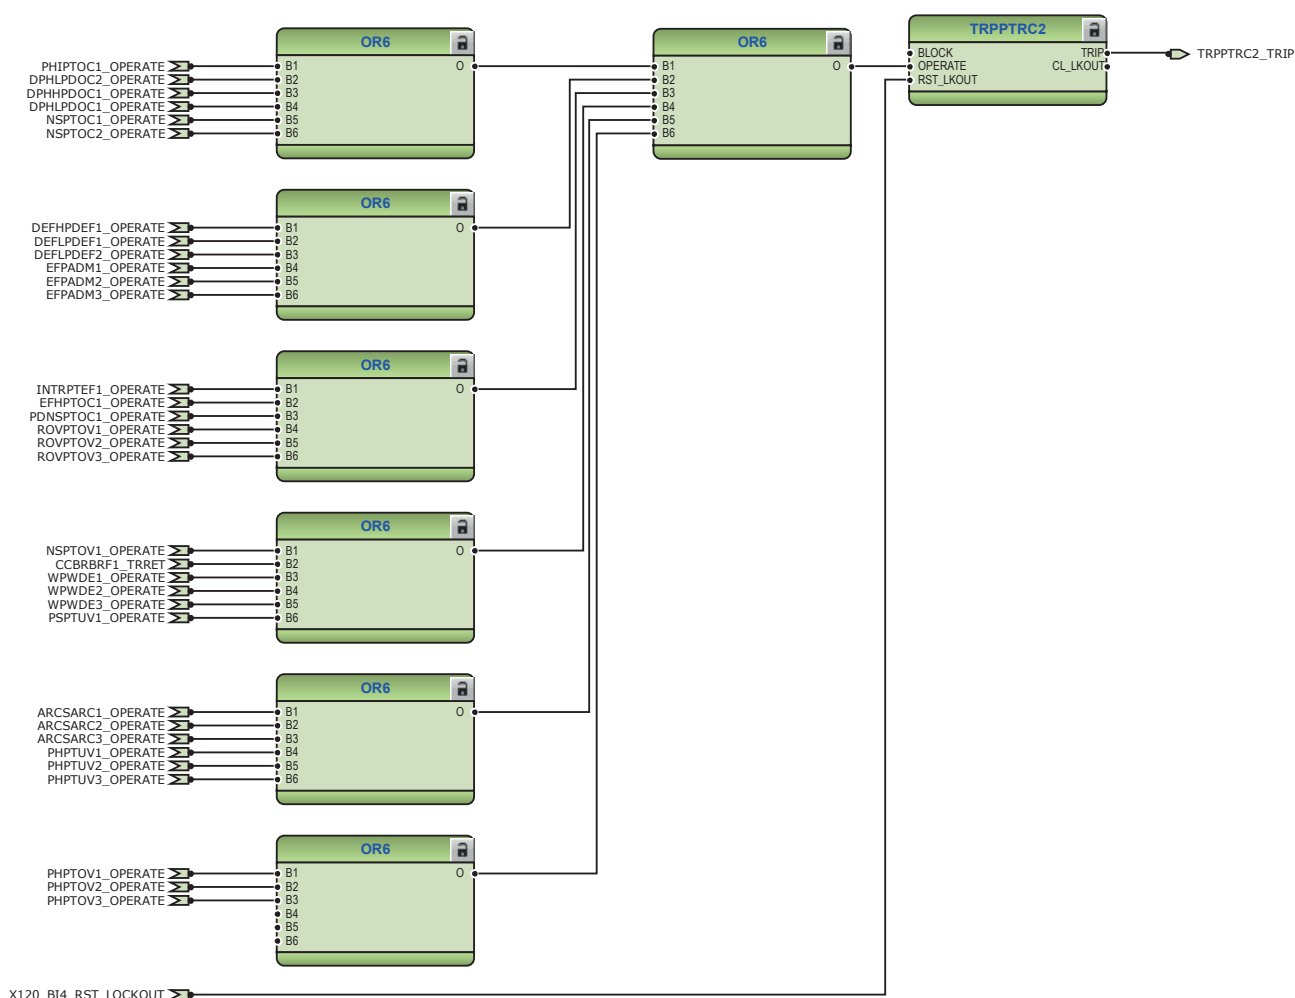 OR6
PHIPTOC1_OPERATE B1 O
DPHLPDOC2_OPERATE B2
DPHHPDOC1_OPERATE B3
DPHLPDOC1_OPERATE B4
NSPTOC1_OPERATE B5
NSPTOC2_OPERATE B6
OR6
B1 O
B2
B3
B4
B5
B6
TRPPTRC2
BLOCK TRIP
OPERATE CL_LKOUT
RST_LKOUT
TRPPTRC2_TRIP
OR6
DEFHPDEF1_OPERATE B1 O
DEFLPDEF1_OPERATE B2
DEFLPDEF2_OPERATE B3
EFPADM1_OPERATE B4
EFPADM2_OPERATE B5
EFPADM3_OPERATE B6
OR6
INTRPTEF1_OPERATE B1 O
EFHPTOC1_OPERATE B2
PDNSPTOC1_OPERATE B3
ROVPTOV1_OPERATE B4
ROVPTOV2_OPERATE B5
ROVPTOV3_OPERATE B6
OR6
NSPTOV1_OPERATE B1 O
CCBRBRF1_TRRET B2
WPWDE1_OPERATE B3
WPWDE2_OPERATE B4
WPWDE3_OPERATE B5
PSPTUV1_OPERATE B6
OR6
ARCSARC1_OPERATE B1 O
ARCSARC2_OPERATE B2
ARCSARC3_OPERATE B3
PHPTUV1_OPERATE B4
PHPTUV2_OPERATE B5
PHPTUV3_OPERATE B6
OR6
PHPTOV1_OPERATE B1 O
PHPTOV2_OPERATE B2
PHPTOV3_OPERATE B3
B4
B5
B6
X120_BI4_RST_LOCKOUT